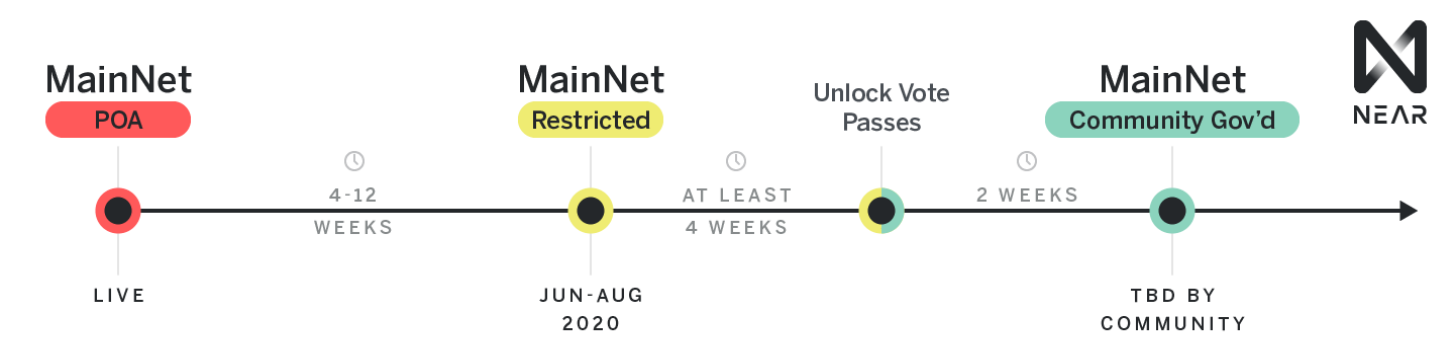 MainNet
POA
4-12
WEEKS
LIVE
MainNet
Restricted
JUN-AUG
2020
AT LEAST
4 WEEKS
Unlock Vote
Passes
2 WEEKS
MainNet
Community Gov’d
TBD BY
COMMUNITY
NEAR